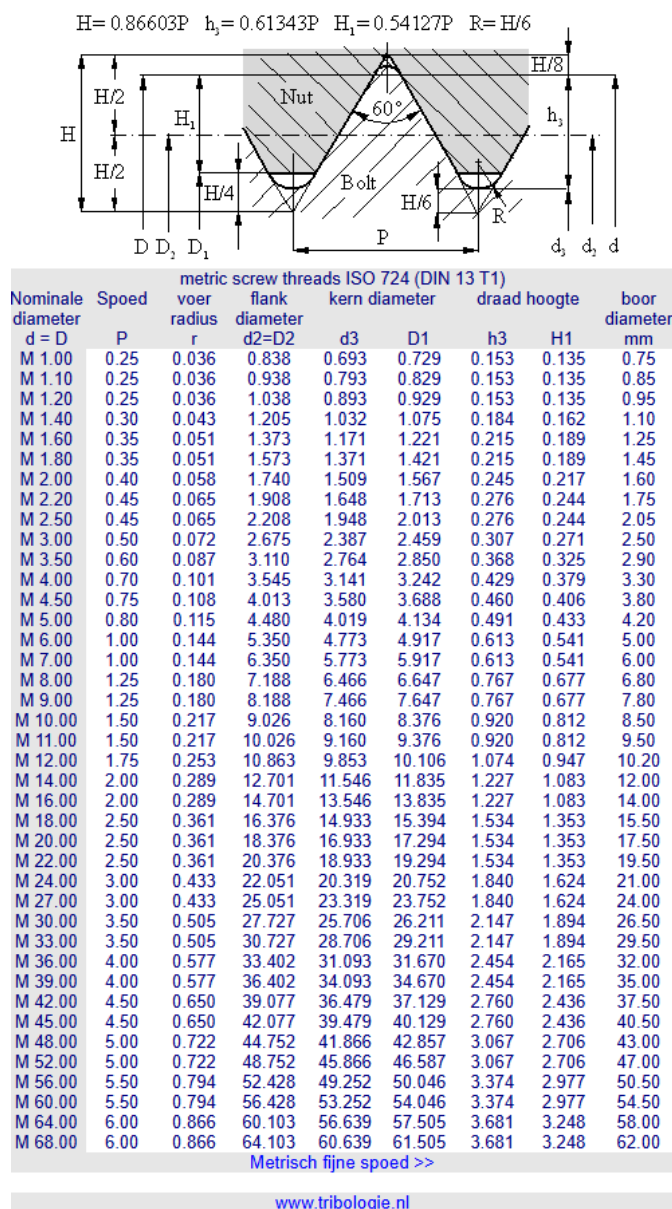 H= 0.86603P h₃= 0.61343P H₁= 0.54127P R= H/6
H/8
H/2
Nut
H₁
60°
h₃
H
H/2
H/4
Bolt
H/6
R
P
D D₂ D₁
d₃ d₂ d
metric screw threads ISO 724 (DIN 13 T1)
Nominale Spoed voer flank kern diameter draad hoogte boor
diameter radius diameter diameter
d = D P r d2=D2 d3 D1 h3 H1 mm
M 1.00 0.25 0.036 0.838 0.693 0.729 0.153 0.135 0.75
M 1.10 0.25 0.036 0.938 0.793 0.829 0.153 0.135 0.85
M 1.20 0.25 0.036 1.038 0.893 0.929 0.153 0.135 0.95
M 1.40 0.30 0.043 1.205 1.032 1.075 0.184 0.162 1.10
M 1.60 0.35 0.051 1.373 1.171 1.221 0.215 0.189 1.25
M 1.80 0.35 0.051 1.573 1.371 1.421 0.215 0.189 1.45
M 2.00 0.40 0.058 1.740 1.509 1.567 0.245 0.217 1.60
M 2.20 0.45 0.065 1.908 1.648 1.713 0.276 0.244 1.75
M 2.50 0.45 0.065 2.208 1.948 2.013 0.276 0.244 2.05
M 3.00 0.50 0.072 2.675 2.387 2.459 0.307 0.271 2.50
M 3.50 0.60 0.087 3.110 2.764 2.850 0.368 0.325 2.90
M 4.00 0.70 0.101 3.545 3.141 3.242 0.429 0.379 3.30
M 4.50 0.75 0.108 4.013 3.580 3.688 0.460 0.406 3.80
M 5.00 0.80 0.115 4.480 4.019 4.134 0.491 0.433 4.20
M 6.00 1.00 0.144 5.350 4.773 4.917 0.613 0.541 5.00
M 7.00 1.00 0.144 6.350 5.773 5.917 0.613 0.541 6.00
M 8.00 1.25 0.180 7.188 6.466 6.647 0.767 0.677 6.80
M 9.00 1.25 0.180 8.188 7.466 7.647 0.767 0.677 7.80
M 10.00 1.50 0.217 9.026 8.160 8.376 0.920 0.812 8.50
M 11.00 1.50 0.217 10.026 9.160 9.376 0.920 0.812 9.50
M 12.00 1.75 0.253 10.863 9.853 10.106 1.074 0.947 10.20
M 14.00 2.00 0.289 12.701 11.546 11.835 1.227 1.083 12.00
M 16.00 2.00 0.289 14.701 13.546 13.835 1.227 1.083 14.00
M 18.00 2.50 0.361 16.376 14.933 15.394 1.534 1.353 15.50
M 20.00 2.50 0.361 18.376 16.933 17.294 1.534 1.353 17.50
M 22.00 2.50 0.361 20.376 18.933 19.294 1.534 1.353 19.50
M 24.00 3.00 0.433 22.051 20.319 20.752 1.840 1.624 21.00
M 27.00 3.00 0.433 25.051 23.319 23.752 1.840 1.624 24.00
M 30.00 3.50 0.505 27.727 25.706 26.211 2.147 1.894 26.50
M 33.00 3.50 0.505 30.727 28.706 29.211 2.147 1.894 29.50
M 36.00 4.00 0.577 33.402 31.093 31.670 2.454 2.165 32.00
M 39.00 4.00 0.577 36.402 34.093 34.670 2.454 2.165 35.00
M 42.00 4.50 0.650 39.077 36.479 37.129 2.760 2.436 37.50
M 45.00 4.50 0.650 42.077 39.479 40.129 2.760 2.436 40.50
M 48.00 5.00 0.722 44.752 41.866 42.857 3.067 2.706 43.00
M 52.00 5.00 0.722 48.752 45.866 46.587 3.067 2.706 47.00
M 56.00 5.50 0.794 52.428 49.252 50.046 3.374 2.977 50.50
M 60.00 5.50 0.794 56.428 53.252 54.046 3.374 2.977 54.50
M 64.00 6.00 0.866 60.103 56.639 57.505 3.681 3.248 58.00
M 68.00 6.00 0.866 64.103 60.639 61.505 3.681 3.248 62.00
Metrisch fijne spoed >>
www.tribologie.nl